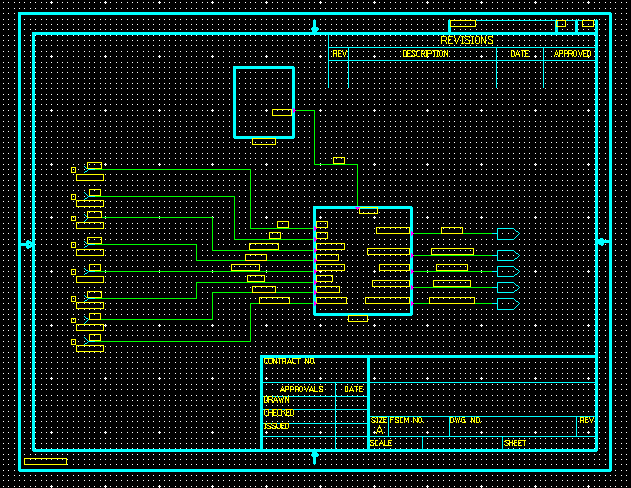 REVISIONS
REV DESCRIPTION DATE APPROVED
CONTRACT NO.
APPROVALS DATE
DRAWN
CHECKED
ISSUED
SIZE FSCM NO. DWG. NO. REV
A
SCALE SHEET